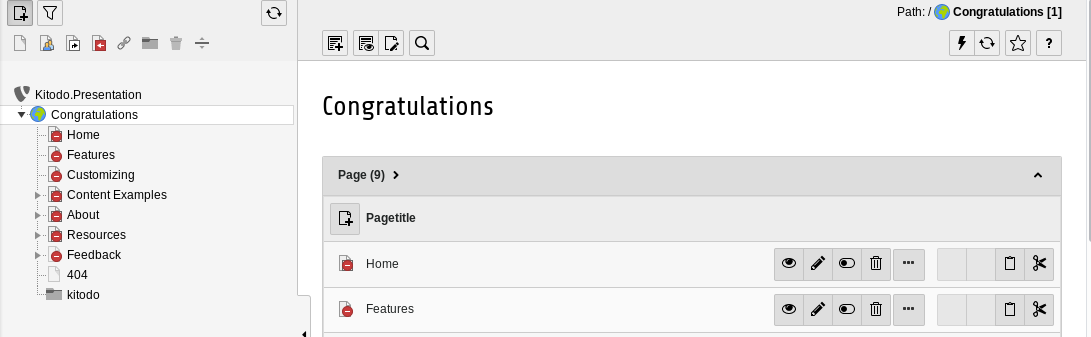 Path: / Congratulations [1]
Kitodo.Presentation
Congratulations
Home
Features
Customizing
Content Examples
About
Resources
Feedback
404
kitodo
Congratulations
Page (9)
Pagetitle
Home
Features